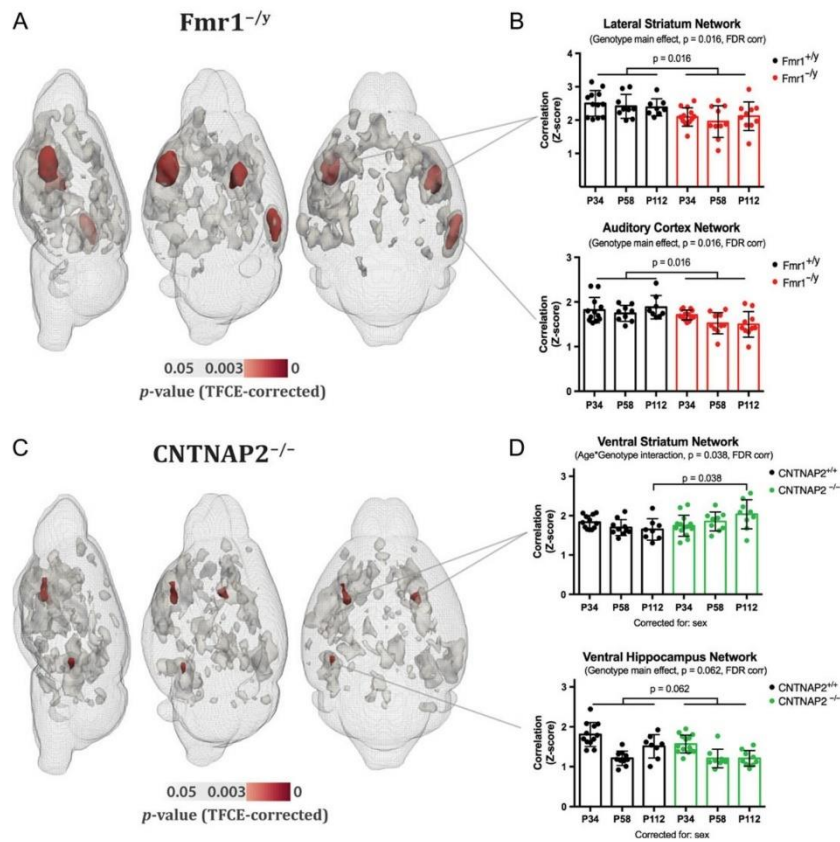 A
Fmr1−/y
0.05 0.003 0
p-value (TFCE-corrected)
B
Lateral Striatum Network
(Genotype main effect, p = 0.016, FDR corr)
p = 0.016
Fmr1+/y
Fmr1−/y
Correlation
(Z-score)
4
3
2
1
P34 P58 P112 P34 P58 P112
Auditory Cortex Network
(Genotype main effect, p = 0.016, FDR corr)
p = 0.016
Fmr1+/y
Fmr1−/y
Correlation
(Z-score)
3
2
1
0
P34 P58 P112 P34 P58 P112
C
CNTNAP2−/−
0.05 0.003 0
p-value (TFCE-corrected)
D
Ventral Striatum Network
(Age*Genotype interaction, p = 0.038, FDR corr)
p = 0.038
CNTNAP2+/+
CNTNAP2 −/−
Correlation
(Z-score)
3
2
1
0
P34 P58 P112 P34 P58 P112
Corrected for: sex
Ventral Hippocampus Network
(Genotype main effect, p = 0.062, FDR corr)
p = 0.062
CNTNAP2+/+
CNTNAP2 −/−
Correlation
(Z-score)
3
2
1
0
P34 P58 P112 P34 P58 P112
Corrected for: sex